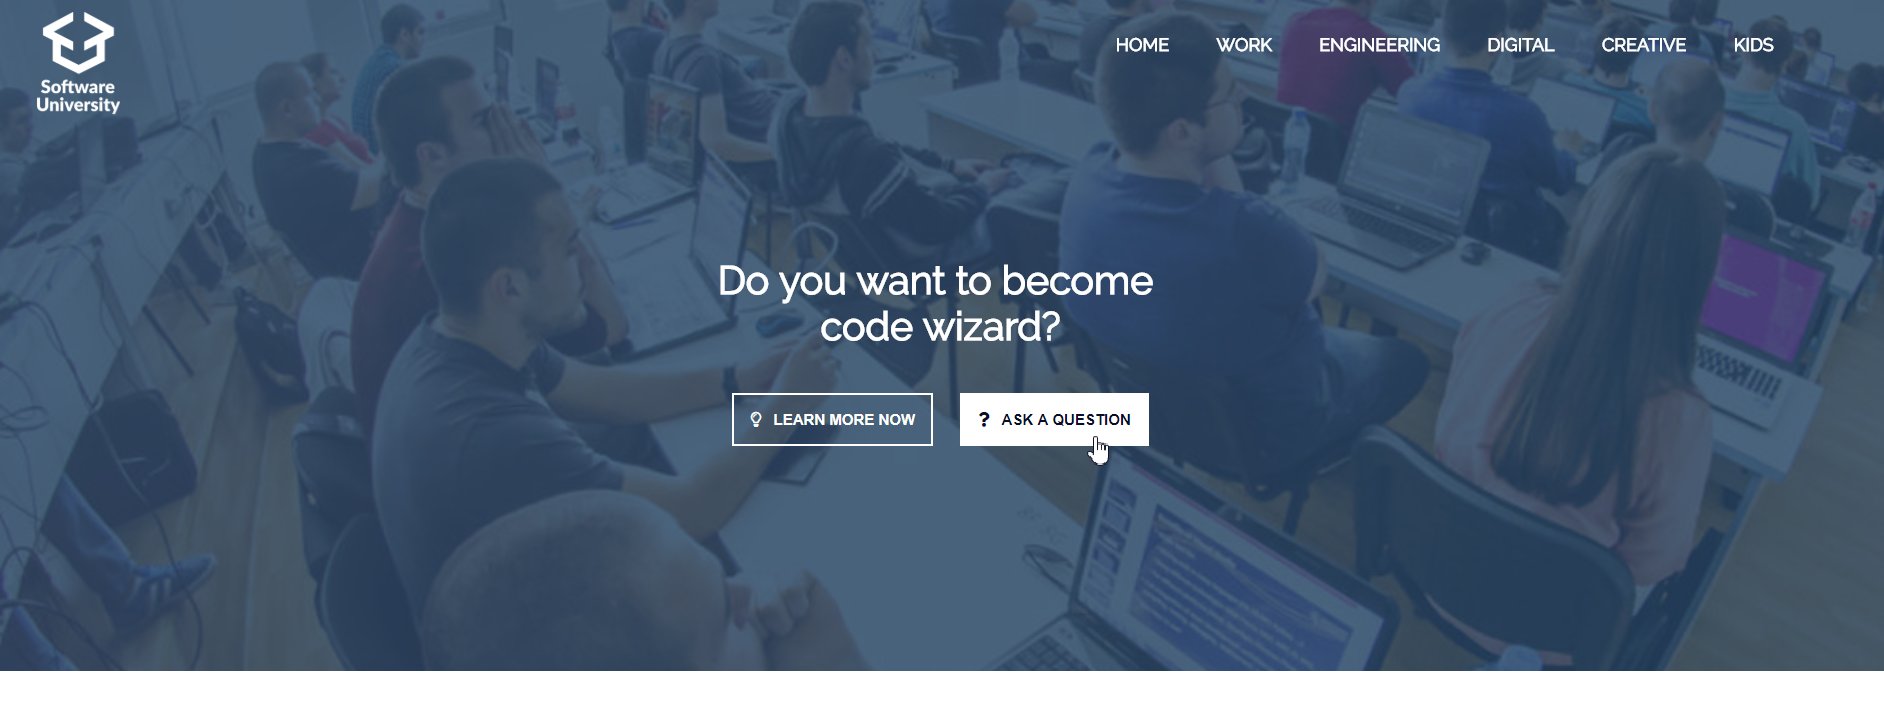 Software
University
HOME WORK ENGINEERING DIGITAL CREATIVE KIDS
Do you want to become
code wizard?
LEARN MORE NOW
? ASK A QUESTION